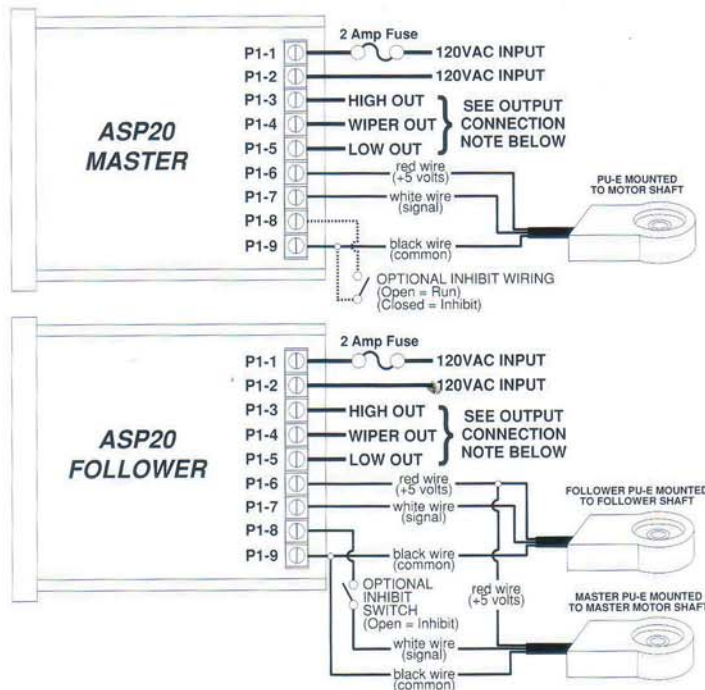 2 Amp Fuse
P1-1
120VAC INPUT
P1-2
120VAC INPUT
P1-3
HIGH OUT
P1-4
WIPER OUT
P1-5
LOW OUT
SEE OUTPUT
CONNECTION
NOTE BELOW
ASP20
MASTER
P1-6
red wire
(+5 volts)
P1-7
white wire
(signal)
P1-8
P1-9
black wire
(common)
PU-E MOUNTED
TO MOTOR SHAFT
OPTIONAL INHIBIT WIRING
(Open = Run)
(Closed = Inhibit)
2 Amp Fuse
P1-1
120VAC INPUT
P1-2
120VAC INPUT
P1-3
HIGH OUT
P1-4
WIPER OUT
P1-5
LOW OUT
SEE OUTPUT
CONNECTION
NOTE BELOW
ASP20
FOLLOWER
P1-6
red wire
(+5 volts)
P1-7
white wire
(signal)
P1-8
P1-9
black wire
(common)
FOLLOWER PU-E MOUNTED
TO FOLLOWER SHAFT
OPTIONAL
INHIBIT
SWITCH
(Open = Inhibit)
red wire
(+5 volts)
MASTER PU-E MOUNTED
TO MASTER MOTOR SHAFT
white wire
(signal)
black wire
(common)